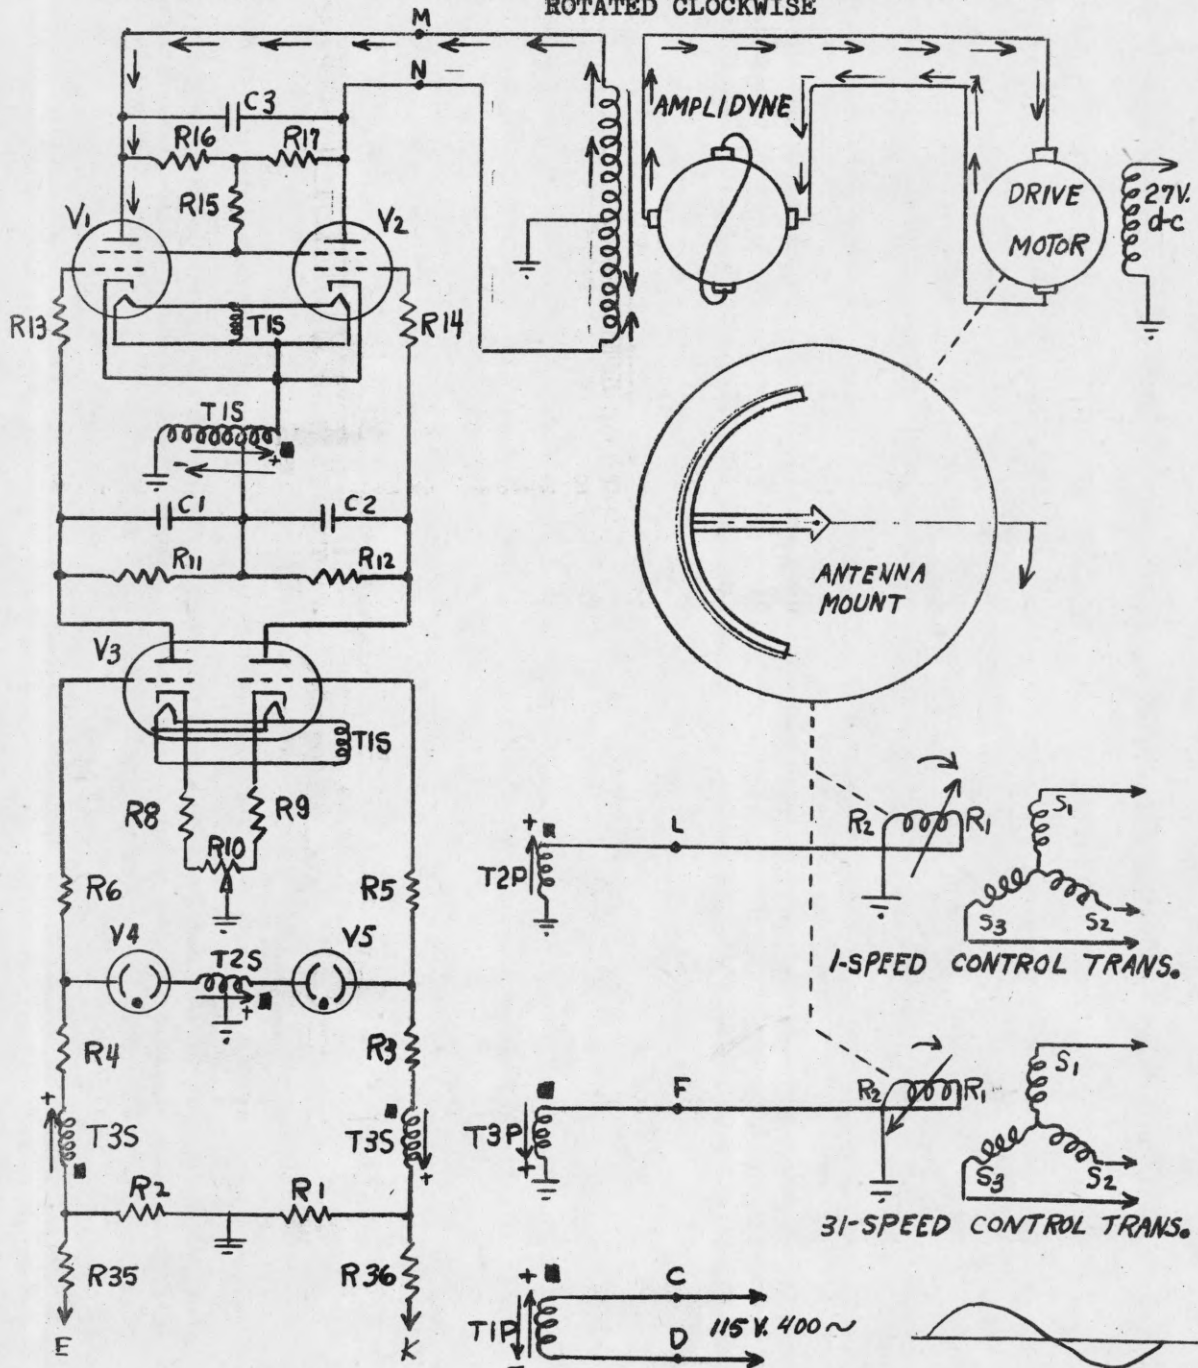 ROTATED CLOCKWISE
M
N
C3
R16
R17
R15
V1
V2
R13
T1S
R14
AMPLIDYNE
DRIVE
MOTOR
27V.
d-c
T1S
+
-
C1
C2
R11
R12
ANTENNA
MOUNT
V3
T1S
R8
R9
R10
R6
R5
V4
T2S
V5
+
R4
R3
+
T3S
T3S
+
R2
R1
R35
R36
E
K
+
T2P
L
R2
R1
S1
S3
S2
1-SPEED CONTROL TRANS.
T3P
+
F
R2
R1
S1
S3
S2
31-SPEED CONTROL TRANS.
+
T1P
C
D
115 V. 400~